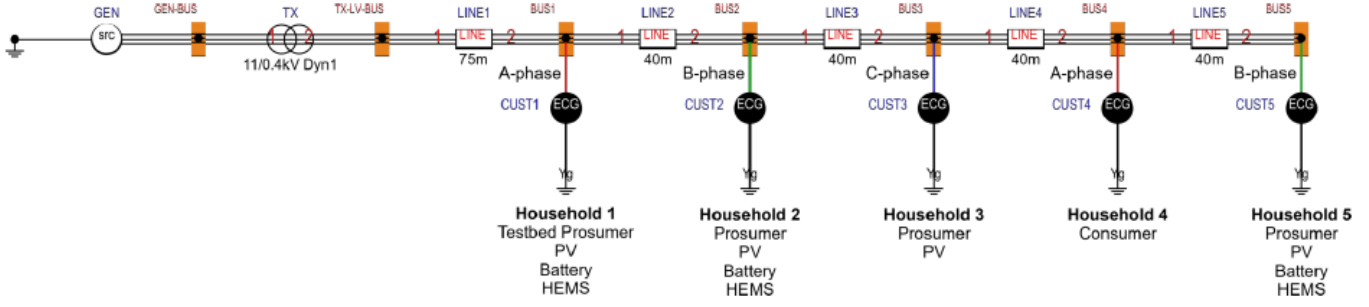 GEN GEN-BUS TX TX-LV-BUS LINE1 BUS1 LINE2 BUS2 LINE3 BUS3 LINE4 BUS4 LINE5 BUS5
src 1 2 1 LINE 2 1 LINE 2 1 LINE 2 1 LINE 2 1 LINE 2
11/0.4kV Dyn1 75m 40m 40m 40m 40m
A-phase B-phase C-phase A-phase B-phase
CUST1 ECG CUST2 ECG CUST3 ECG CUST4 ECG CUST5 ECG
Yg Yg Yg Yg Yg
Household 1 Household 2 Household 3 Household 4 Household 5
Testbed Prosumer Prosumer Prosumer Consumer Prosumer
PV PV PV PV
Battery Battery Battery
HEMS HEMS HEMS